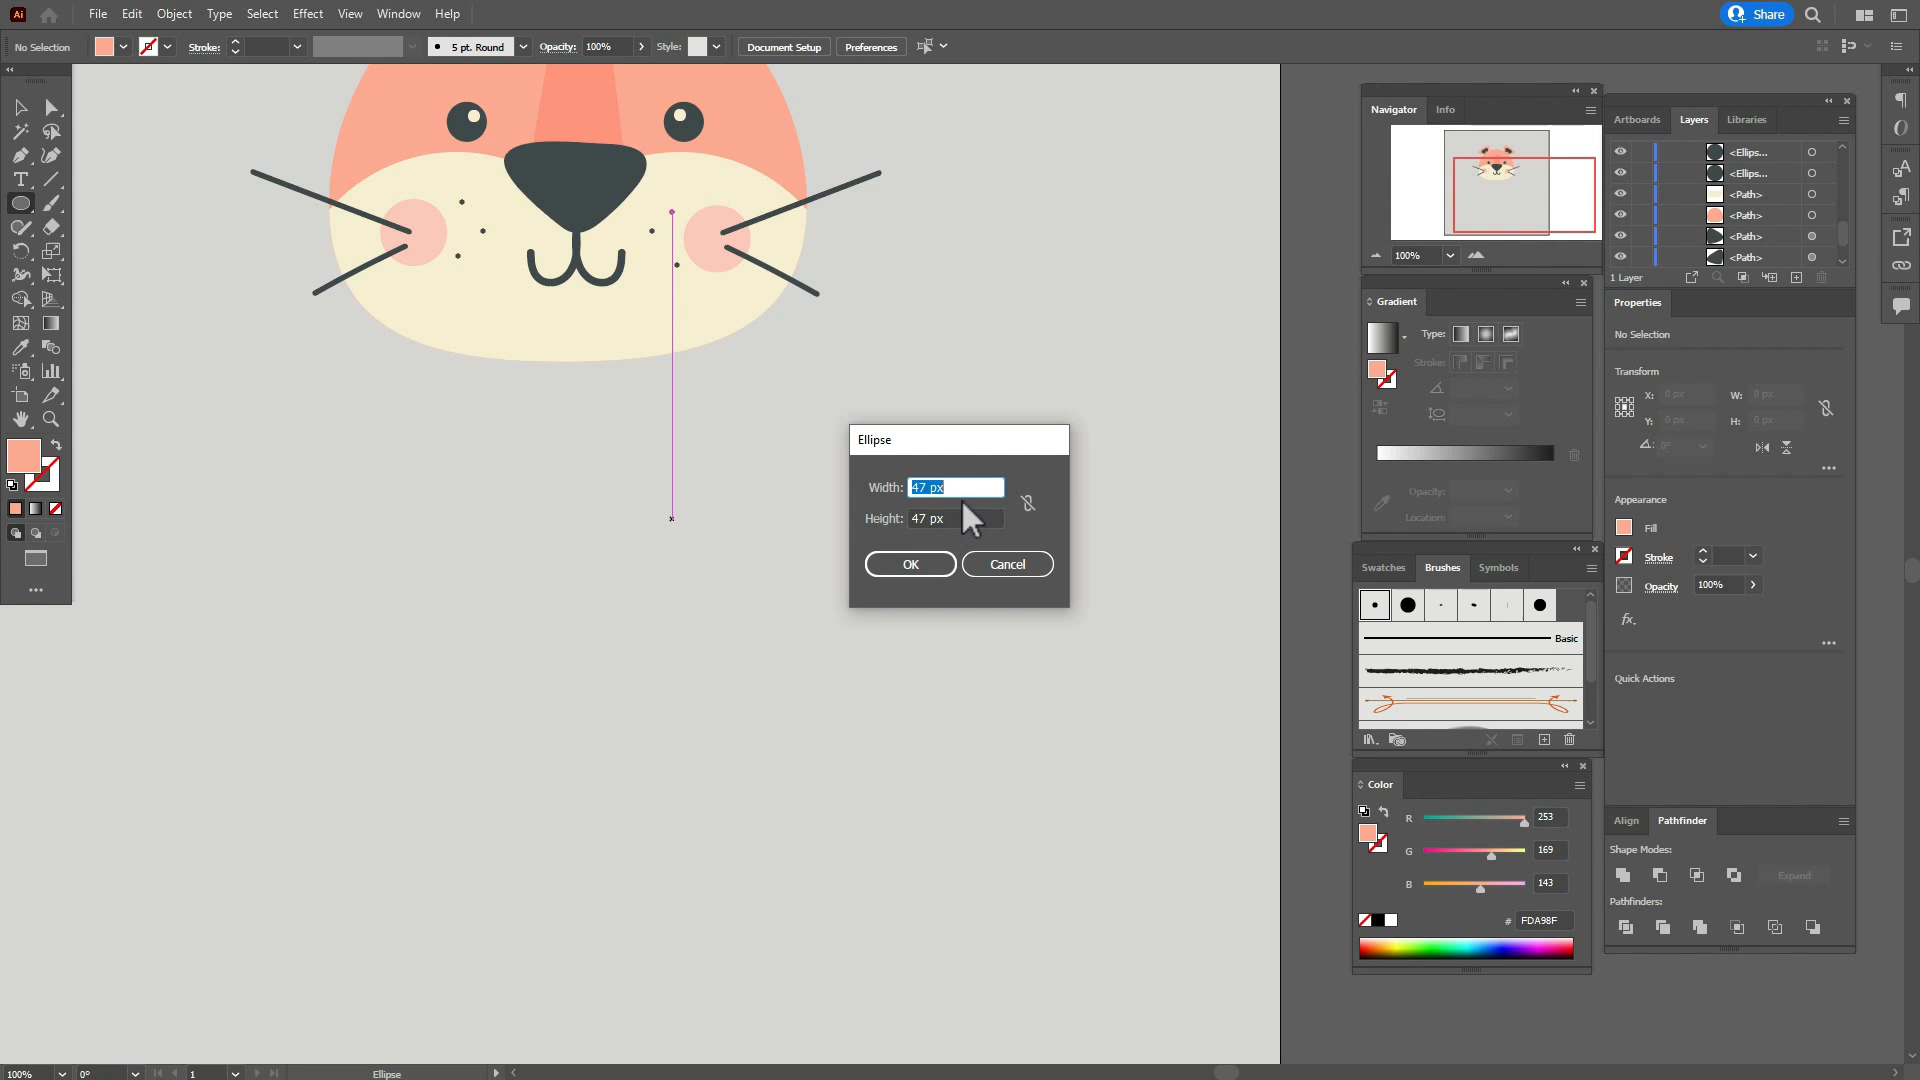 Ai File Edit Object Type Select Effect View Window Help Share
No Selection Stroke: 5 pt. Round Opacity: 100% Style: Document Setup Preferences
Navigator Info
100%
Artboards Layers Libraries
<Ellips...
<Ellips...
<Path>
<Path>
<Path>
<Path>
1 Layer
Gradient
Type:
Stroke:
Opacity:
Location:
Properties
No Selection
Transform
X: 0 px W: 0 px
Y: 0 px H: 0 px
0°
Appearance
Fill
Stroke
Opacity 100%
fx.
Quick Actions
Ellipse
Width: 47 px
Height: 47 px
OK Cancel
Swatches Brushes Symbols
Basic
Color
R 253
G 169
B 143
# FDA98F
Align Pathfinder
Shape Modes:
Expand
Pathfinders:
100% 0° 1 Ellipse